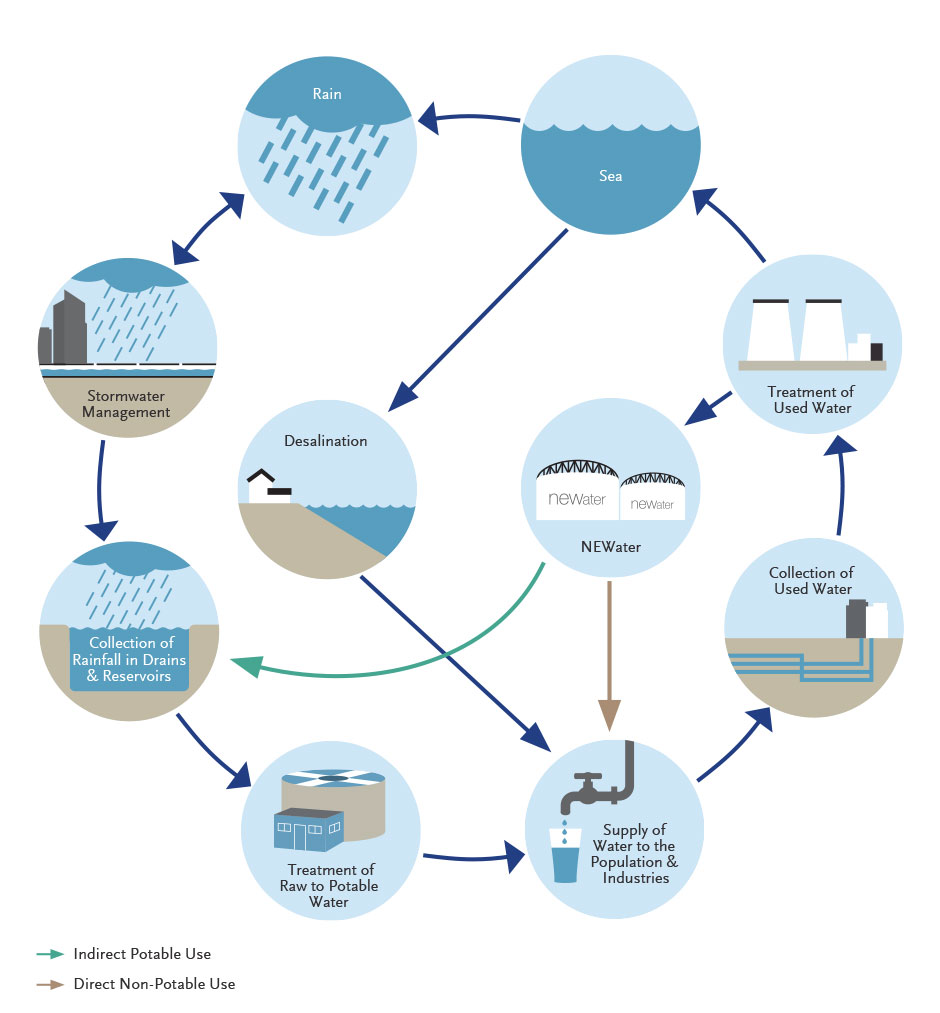 Rain
Sea
Stormwater
Management
Treatment of
Used Water
Desalination
newater
newater
NEWater
Collection of
Used Water
Collection of
Rainfall in Drains
& Reservoirs
Treatment of
Raw to Potable
Water
Supply of
Water to the
Population &
Industries
Indirect Potable Use
Direct Non-Potable Use